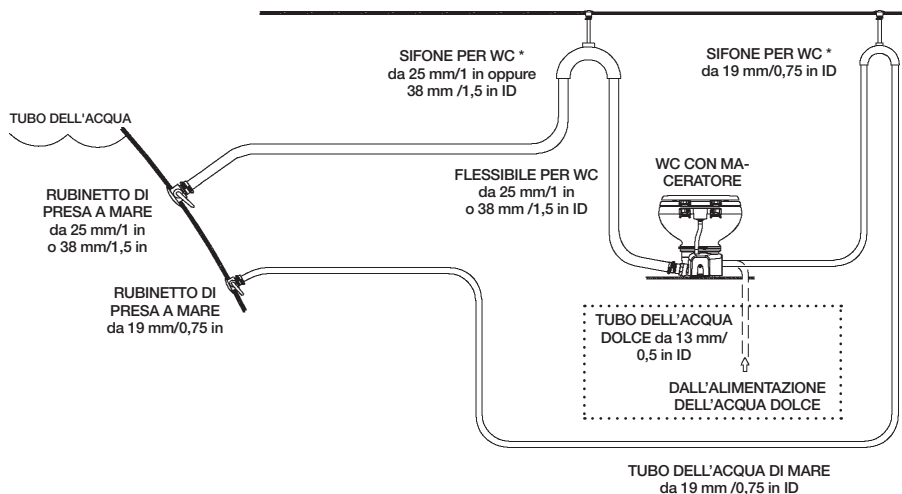 SIFONE PER WC *
da 25 mm/1 in oppure
38 mm /1,5 in ID
SIFONE PER WC *
da 19 mm/0,75 in ID
TUBO DELL'ACQUA
RUBINETTO DI
PRESA A MARE
da 25 mm/1 in
o 38 mm/1,5 in
FLESSIBILE PER WC
da 25 mm/1 in
o 38 mm /1,5 in ID
WC CON MA-
CERATORE
RUBINETTO DI
PRESA A MARE
da 19 mm/0,75 in
TUBO DELL'ACQUA
DOLCE da 13 mm/
0,5 in ID
DALL'ALIMENTAZIONE
DELL'ACQUA DOLCE
TUBO DELL'ACQUA DI MARE
da 19 mm /0,75 in ID